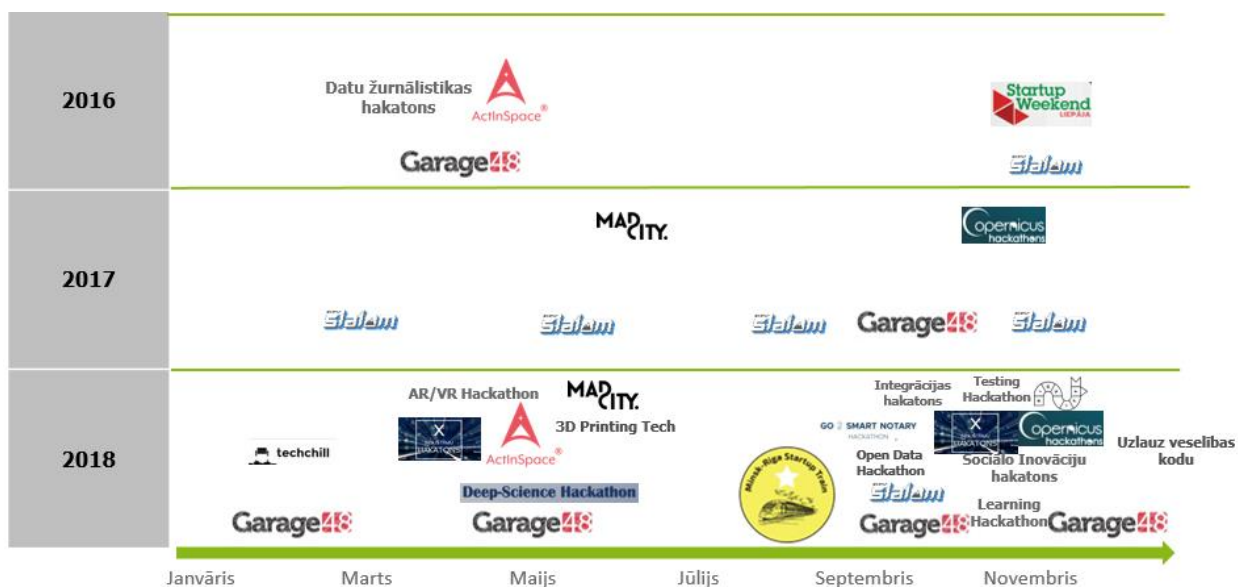 2016
Datu žurnālistikas
hakatons
ActInSpace®
Startup
Weekend
LIEPĀJA
Garage48
Slalom
2017
MAD
CITY.
Copernicus
hackathons
Slalom
Slalom
Slalom
Garage48
Slalom
2018
AR/VR Hackathon
MAD
CITY.
Integrācijas
hakatons
Testing
Hackathon
X
HAKATONS
ActInSpace®
3D Printing Tech
GO 2 SMART NOTARY
HACKATHON
X
HAKATONS
Copernicus
hackathons
Uzlauz veselības
kodu
techchill
Minsk-Riga Startup Train
Open Data
Hackathon
Sociālo Inovāciju
hakatons
Deep-Science Hackathon
Slalom
Garage48
Garage48
Garage48
Learning
Hackathon
Garage48
Janvāris
Marts
Maijs
Jūlijs
Septembris
Novembris